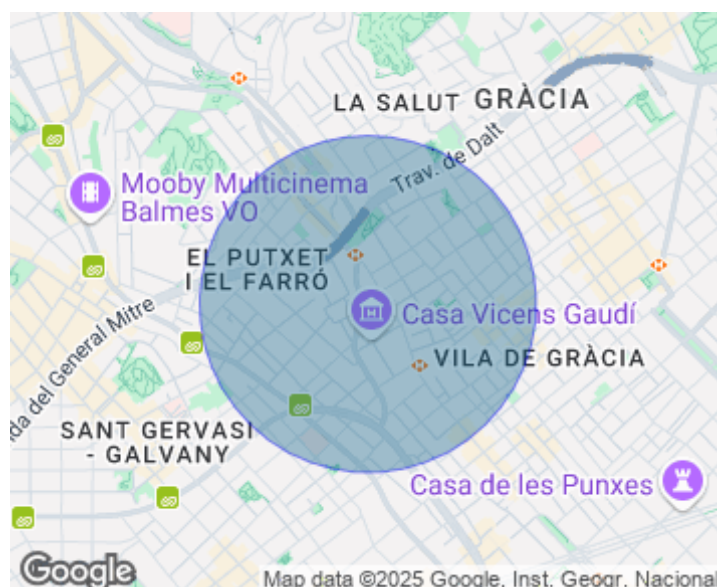 LA SALUT
GRÀCIA
Trav. de Dalt
Mooby Multicinema
Balmes VO
EL PUTXET
I EL FARRÓ
Casa Vicens Gaudí
VILA DE GRÀCIA
da del General Mitre
SANT GERVASI
- GALVANY
Casa de les Punxes
Google
Map data ©2025 Google, Inst. Geogr. Nacional